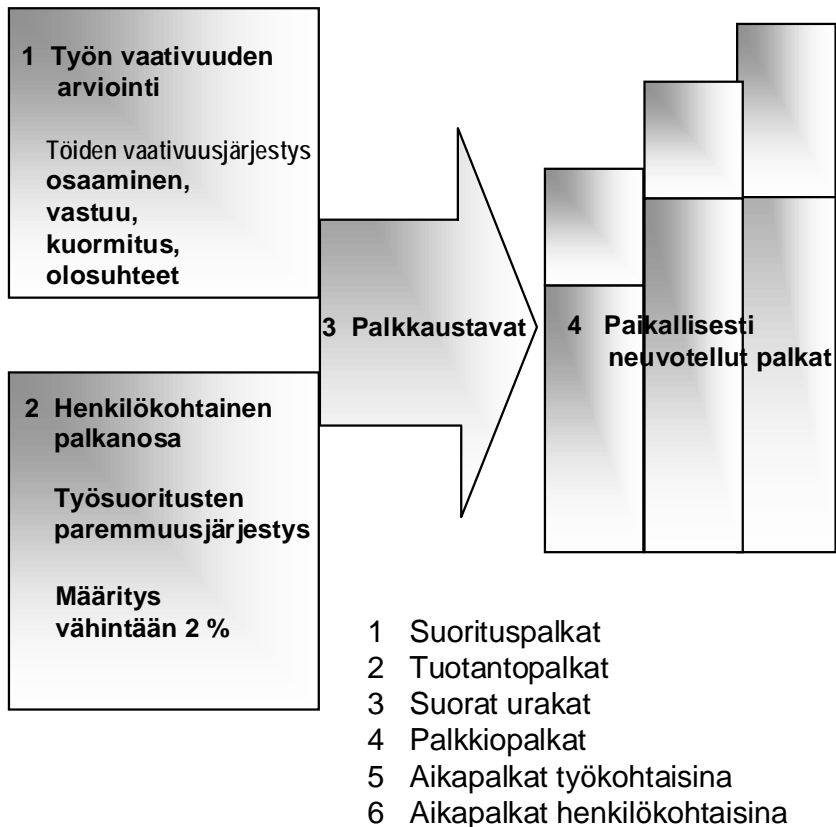 1 Työn vaativuuden
arviointi
Töiden vaativuusjärjestys
osaaminen,
vastuu,
kuormitus,
olosuhteet
2 Henkilökohtainen
palkanosa
Työsuoritusten
paremmuusjärjestys
Määritys
vähintään 2 %
3 Palkkaustavat
4 Paikallisesti
neuvotellut palkat
1 Suorituspalkat
2 Tuotantopalkat
3 Suorat urakat
4 Palkkiopalkat
5 Aikapalkat työkohtaisina
6 Aikapalkat henkilökohtaisina